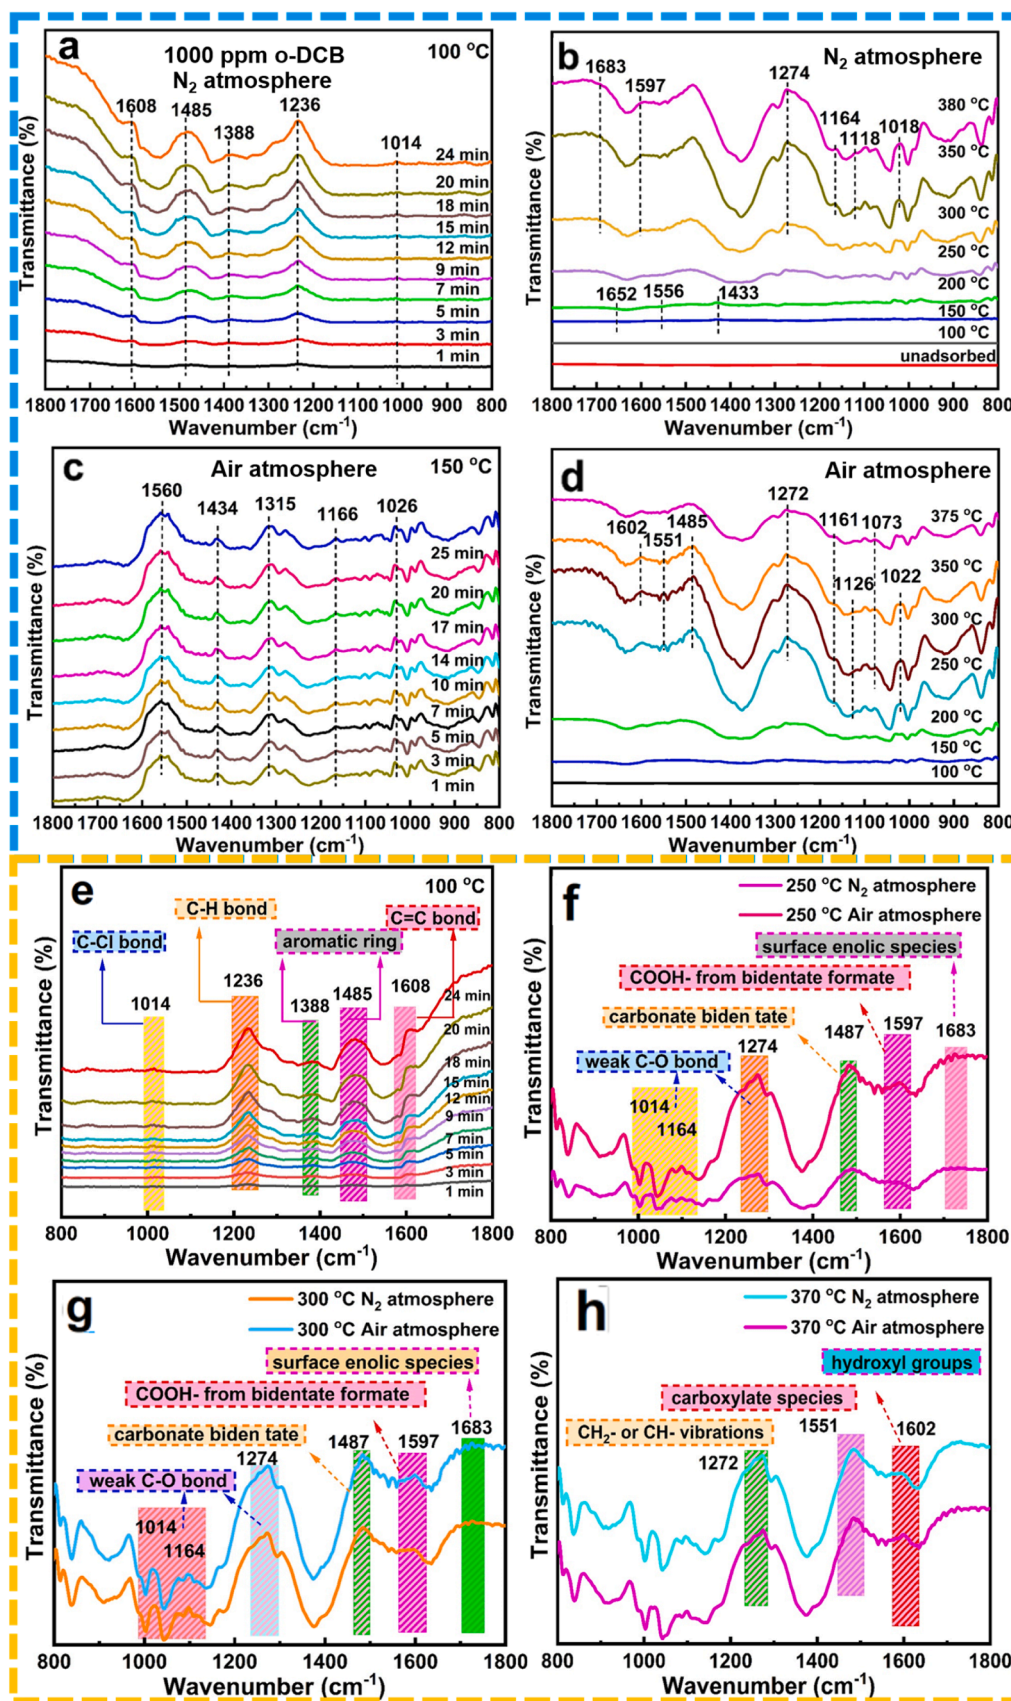 a
1000 ppm o-DCB
N2 atmosphere
100 °C
1608
1485
1388
1236
1014
24 min
20 min
18 min
15 min
12 min
9 min
7 min
5 min
3 min
1 min
Transmittance (%)
1800 1700 1600 1500 1400 1300 1200 1100 1000 900 800
Wavenumber (cm-1)
b
N2 atmosphere
1683
1597
1274
1164
1118
1018
380 °C
350 °C
300 °C
250 °C
200 °C
1652
1556
1433
150 °C
100 °C
unadsorbed
Transmittance (%)
1800 1700 1600 1500 1400 1300 1200 1100 1000 900 800
Wavenumber (cm-1)
c
Air atmosphere
150 °C
1560
1434
1315
1166
1026
25 min
20 min
17 min
14 min
10 min
7 min
5 min
3 min
1 min
Transmittance (%)
1800 1700 1600 1500 1400 1300 1200 1100 1000 900 800
Wavenumber (cm-1)
d
Air atmosphere
1602
1551
1485
1272
1161
1073
1126
1022
375 °C
350 °C
300 °C
250 °C
200 °C
150 °C
100 °C
Transmittance (%)
1800 1700 1600 1500 1400 1300 1200 1100 1000 900 800
Wavenumber (cm-1)
e
100 °C
C-H bond
C=C bond
C-Cl bond
aromatic ring
1014
1236
1388
1485
1608
24 min
20 min
18 min
15 min
12 min
9 min
7 min
5 min
3 min
1 min
Transmittance (%)
800 1000 1200 1400 1600 1800
Wavenumber (cm-1)
f
250 °C N2 atmosphere
250 °C Air atmosphere
surface enolic species
COOH- from bidentate formate
carbonate biden tate
weak C-O bond
1014
1164
1274
1487
1597
1683
Transmittance (%)
800 1000 1200 1400 1600 1800
Wavenumber (cm-1)
g
300 °C N2 atmosphere
300 °C Air atmosphere
surface enolic species
COOH- from bidentate formate
carbonate biden tate
weak C-O bond
1014
1164
1274
1487
1597
1683
Transmittance (%)
800 1000 1200 1400 1600 1800
Wavenumber (cm-1)
h
370 °C N2 atmosphere
370 °C Air atmosphere
hydroxyl groups
carboxylate species
CH2- or CH- vibrations
1272
1551
1602
Transmittance (%)
800 1000 1200 1400 1600 1800
Wavenumber (cm-1)